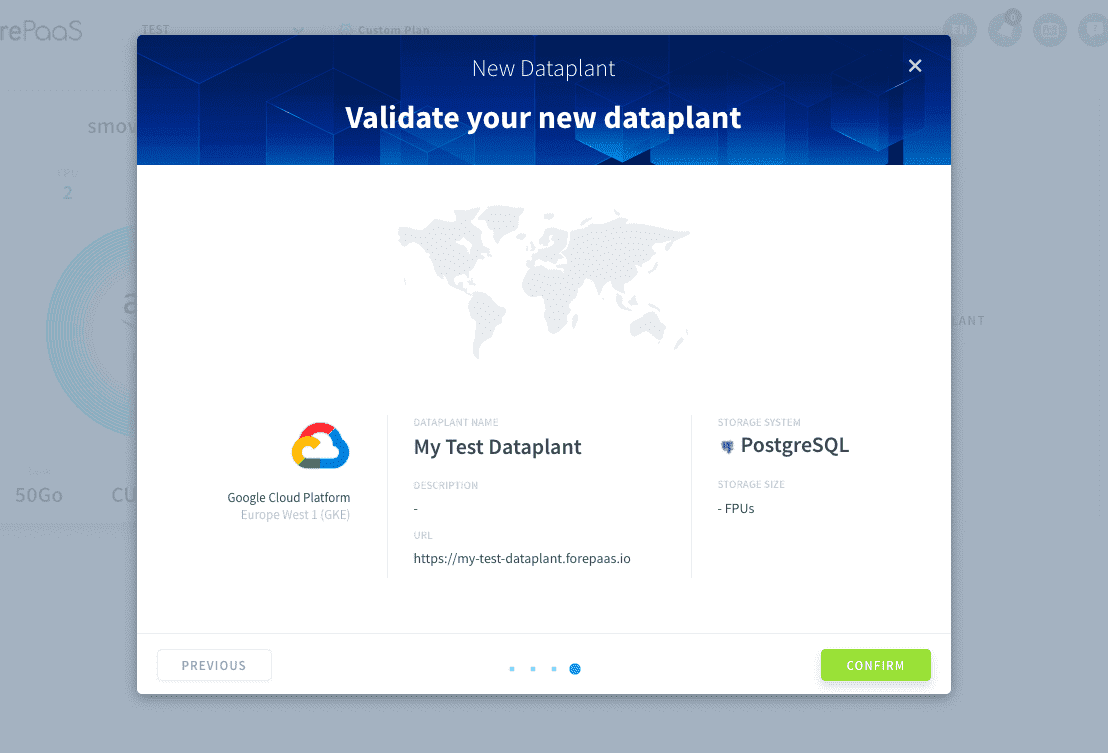 rePaaS
TEST
Custom Plan
EN
New Dataplant
Validate your new dataplant
smov
2
50Go
CU
LANT
Google Cloud Platform
Europe West 1 (GKE)
DATAPLANT NAME
My Test Dataplant
DESCRIPTION
-
URL
https://my-test-dataplant.forepaas.io
STORAGE SYSTEM
PostgreSQL
STORAGE SIZE
- FPUs
PREVIOUS
CONFIRM